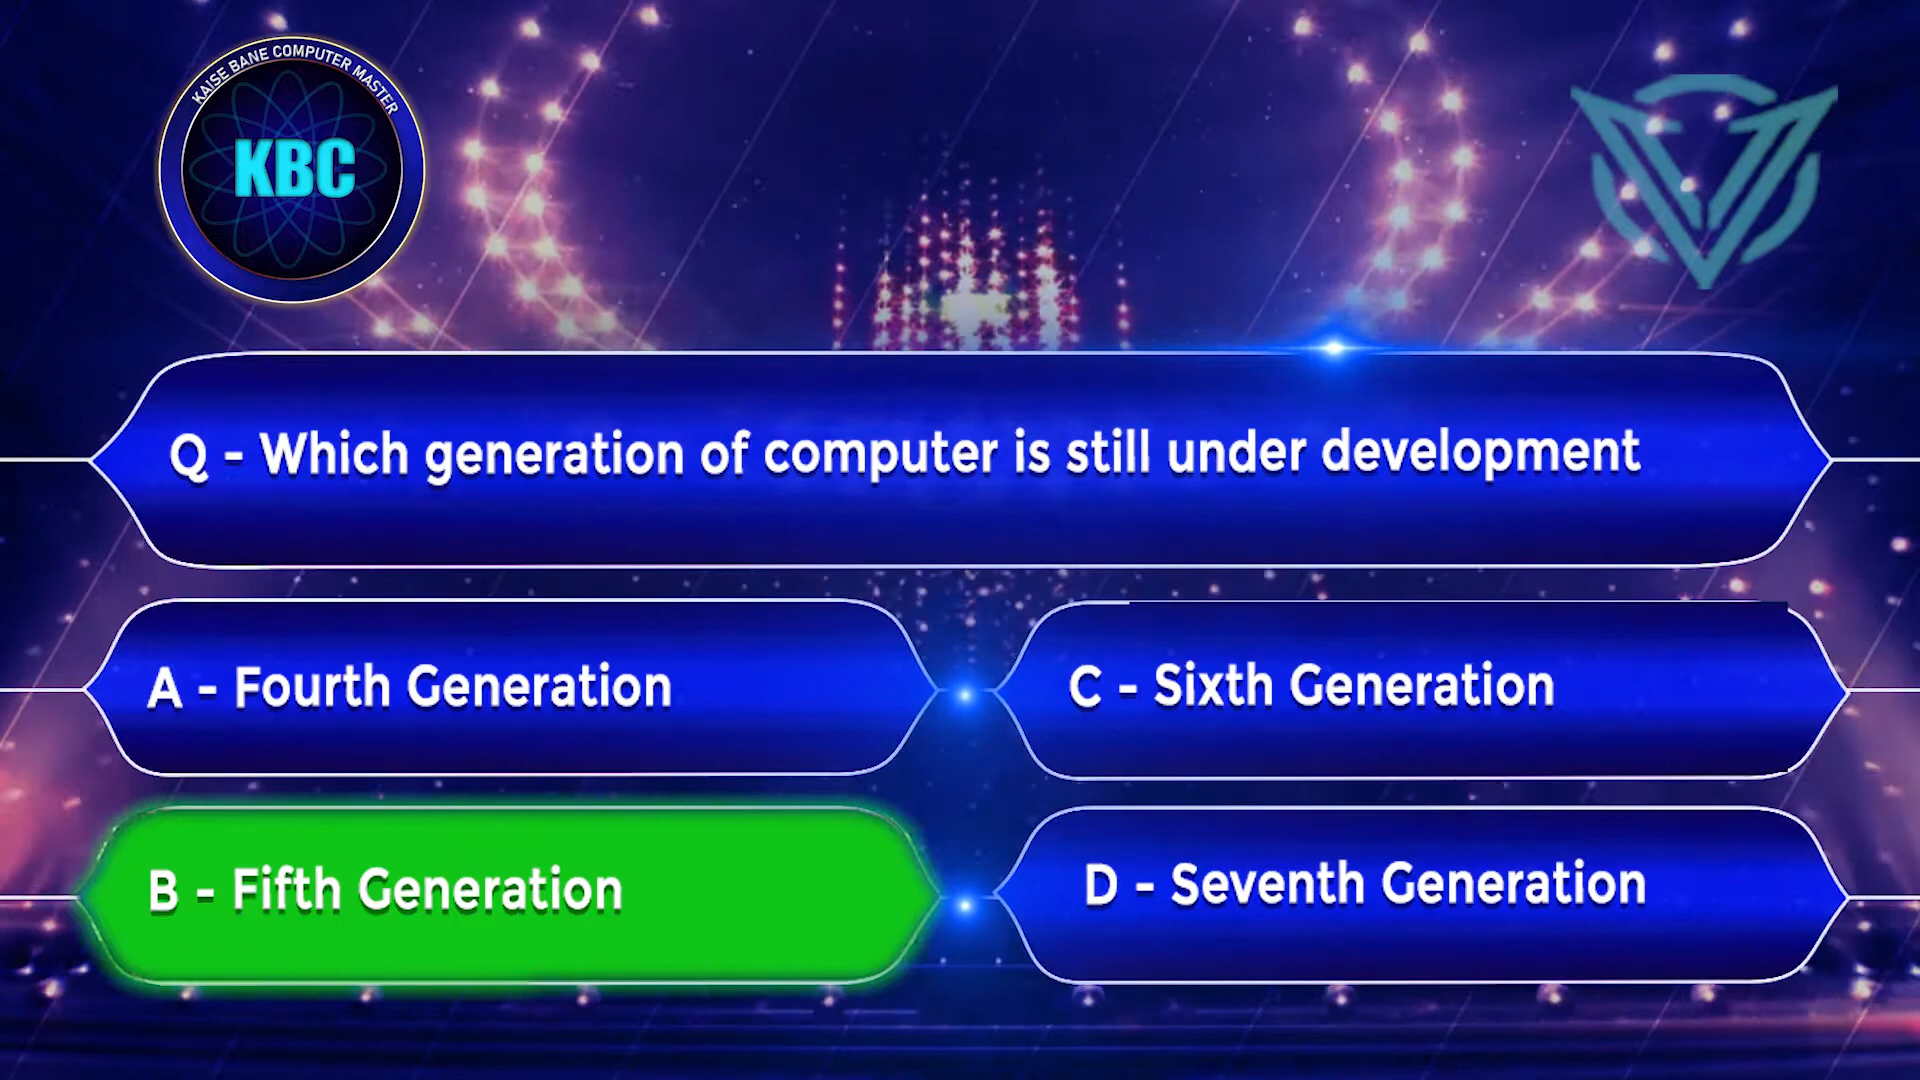 KAISE BANE COMPUTER MASTER
KBC
Q - Which generation of computer is still under development
A - Fourth Generation
C - Sixth Generation
B - Fifth Generation
D - Seventh Generation